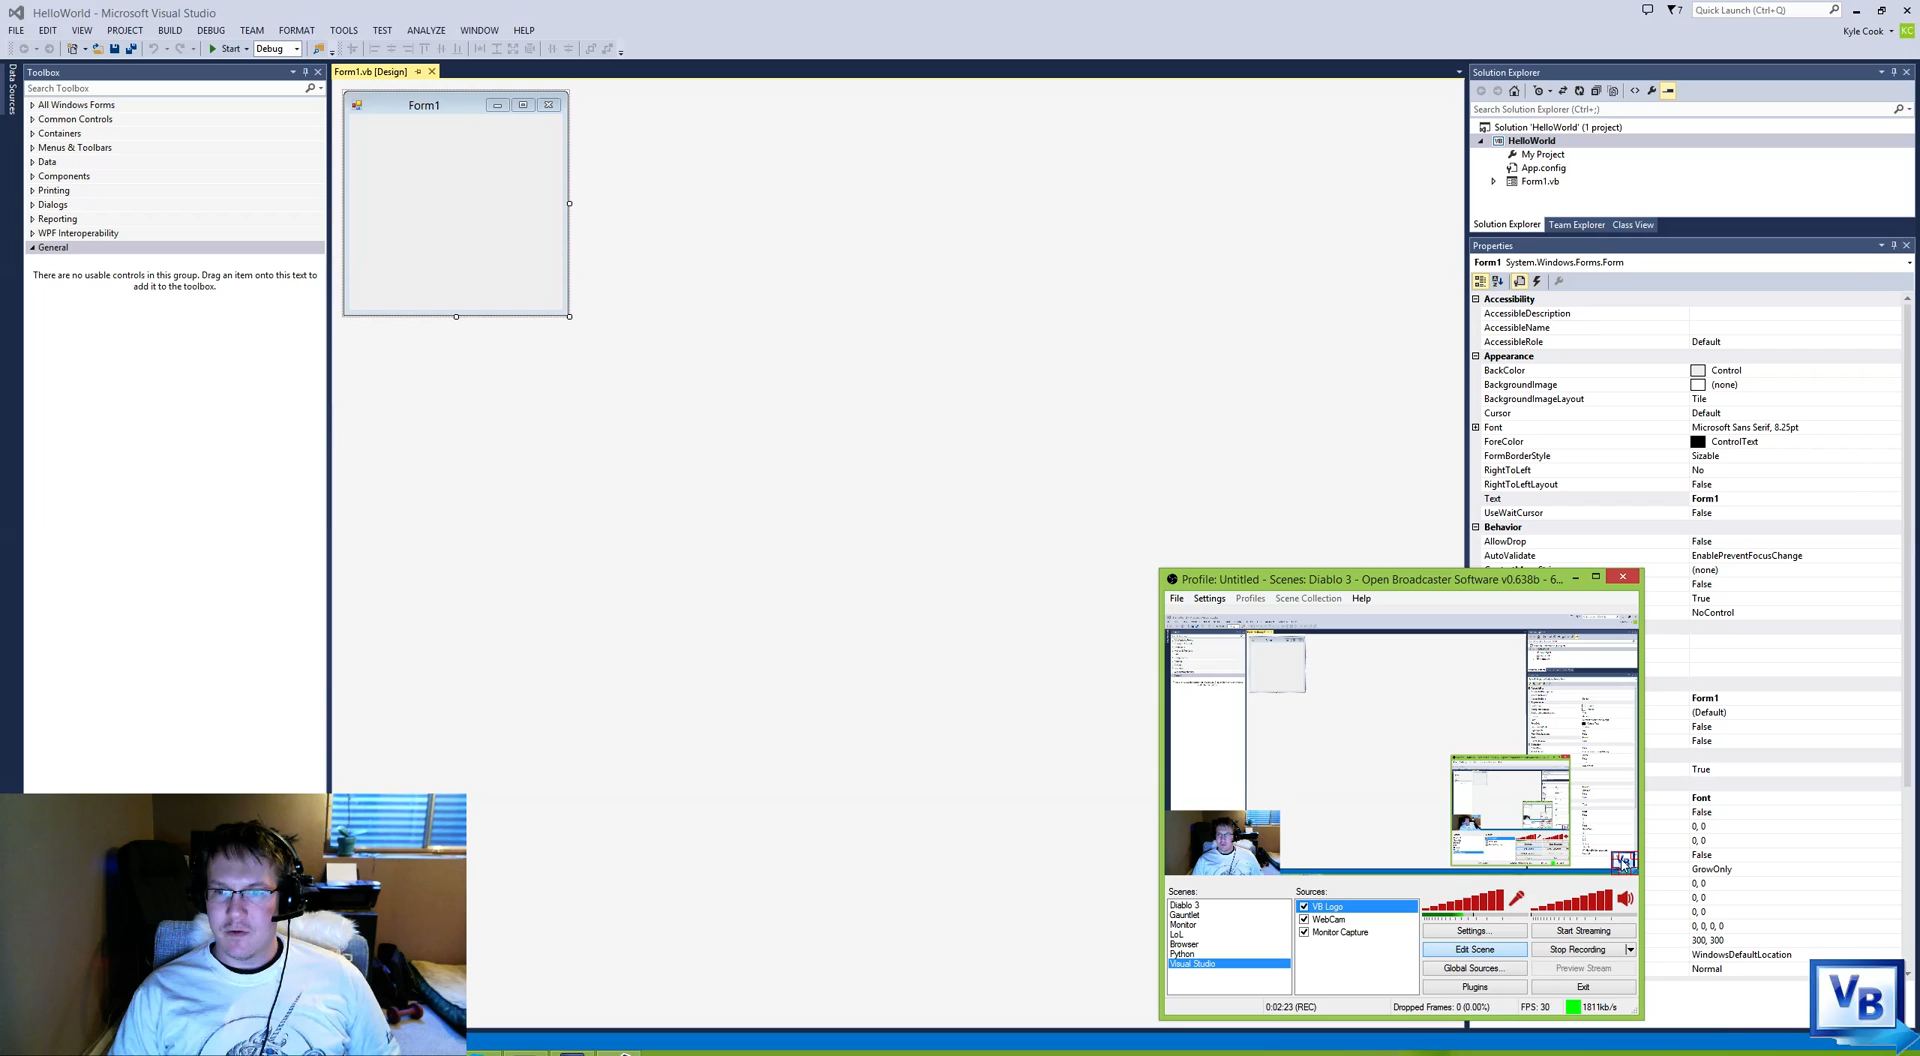 HelloWorld - Microsoft Visual Studio
7
Quick Launch (Ctrl+Q)
FILE EDIT VIEW PROJECT BUILD DEBUG TEAM FORMAT TOOLS TEST ANALYZE WINDOW HELP
Kyle Cook KC
Start Debug
Data Sources
Toolbox
Search Toolbox
All Windows Forms
Common Controls
Containers
Menus & Toolbars
Data
Components
Printing
Dialogs
Reporting
WPF Interoperability
General
There are no usable controls in this group. Drag an item onto this text to
add it to the toolbox.
Form1.vb [Design]
Form1
Solution Explorer
Search Solution Explorer (Ctrl+;)
Solution 'HelloWorld' (1 project)
VB HelloWorld
My Project
App.config
Form1.vb
Solution Explorer Team Explorer Class View
Properties
Form1 System.Windows.Forms.Form
Accessibility
AccessibleDescription
AccessibleName
AccessibleRole Default
Appearance
BackColor Control
BackgroundImage (none)
BackgroundImageLayout Tile
Cursor Default
Font Microsoft Sans Serif, 8.25pt
ForeColor ControlText
FormBorderStyle Sizable
RightToLeft No
RightToLeftLayout False
Text Form1
UseWaitCursor False
Behavior
AllowDrop False
AutoValidate EnablePreventFocusChange
(none)
False
True
NoControl
Form1
(Default)
False
False
True
Font
False
0, 0
0, 0
False
GrowOnly
0, 0
0, 0
0, 0
0, 0, 0, 0
300, 300
WindowsDefaultLocation
Normal
Profile: Untitled - Scenes: Diablo 3 - Open Broadcaster Software v0.638b - 6...
File Settings Profiles Scene Collection Help
Scenes:
Diablo 3
Gauntlet
Monitor
LoL
Browser
Python
Visual Studio
Sources:
VB Logo
WebCam
Monitor Capture
Settings... Start Streaming
Edit Scene Stop Recording
Global Sources... Preview Stream
Plugins Exit
0:02:23 (REC) Dropped Frames: 0 (0.00%) FPS: 30 1811kb/s
VB